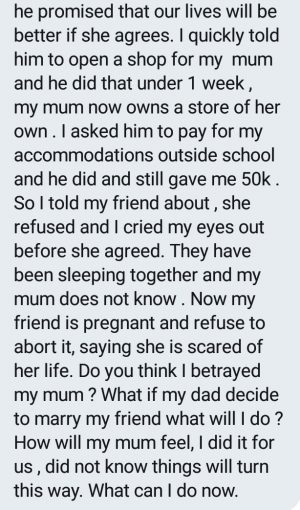 he promised that our lives will be
better if she agrees. I quickly told
him to open a shop for my  mum
and he did that under 1 week ,
my mum now owns a store of her
own . I asked him to pay for my
accommodations outside school
and he did and still gave me 50k .
So I told my friend about , she
refused and I cried my eyes out
before she agreed. They have
been sleeping together and my
mum does not know . Now my
friend is pregnant and refuse to
abort it, saying she is scared of
her life. Do you think I betrayed
my mum ? What if my dad decide
to marry my friend what will I do ?
How will my mum feel, I did it for
us , did not know things will turn
this way. What can I do now.